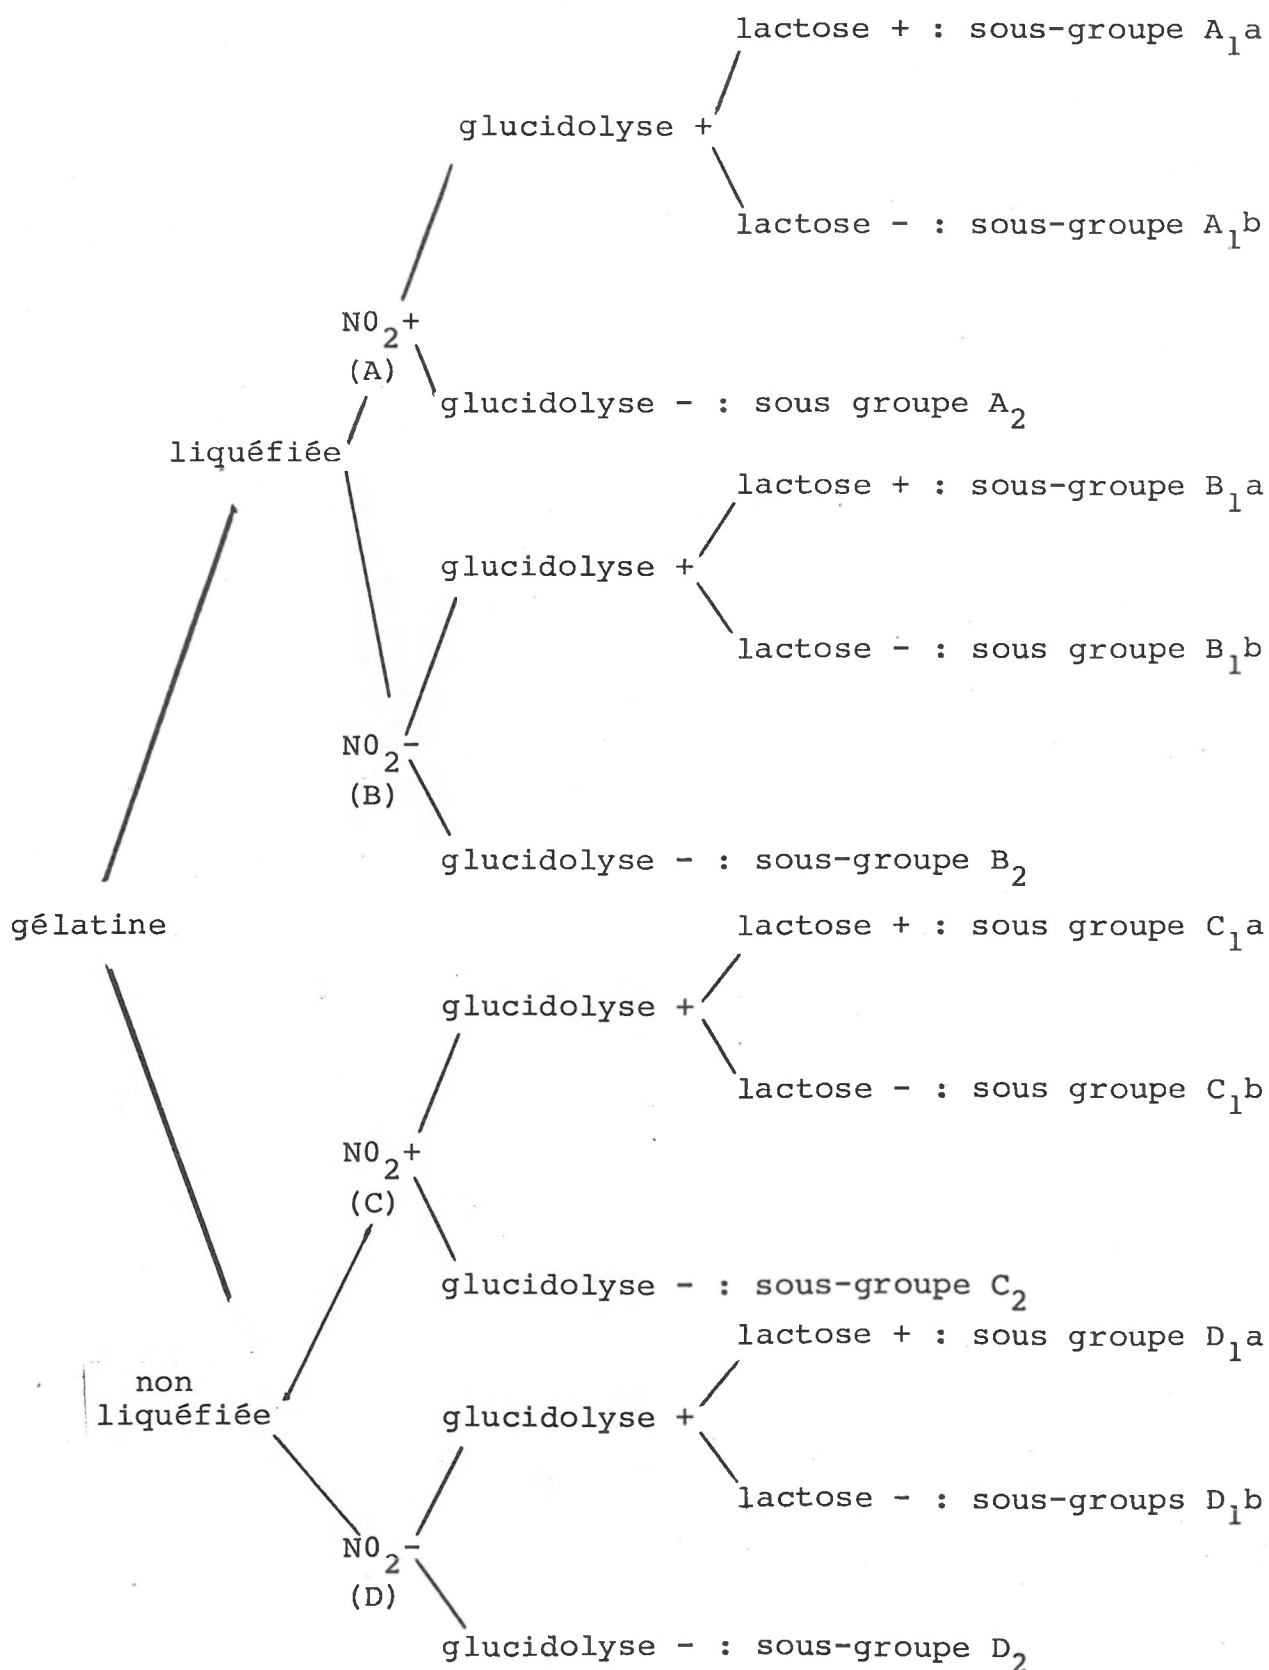 lactose + : sous-groupe A1a
glucidolyse +
lactose - : sous-groupe A1b
NO2+
(A)
glucidolyse - : sous groupe A2
liquéfiée
lactose + : sous-groupe B1a
glucidolyse +
lactose - : sous groupe B1b
NO2-
(B)
glucidolyse - : sous-groupe B2
gélatine
lactose + : sous groupe C1a
glucidolyse +
lactose - : sous groupe C1b
NO2+
(C)
glucidolyse - : sous-groupe C2
lactose + : sous groupe D1a
non
liquéfiée
glucidolyse +
lactose - : sous-groups D1b
NO2-
(D)
glucidolyse - : sous-groupe D2